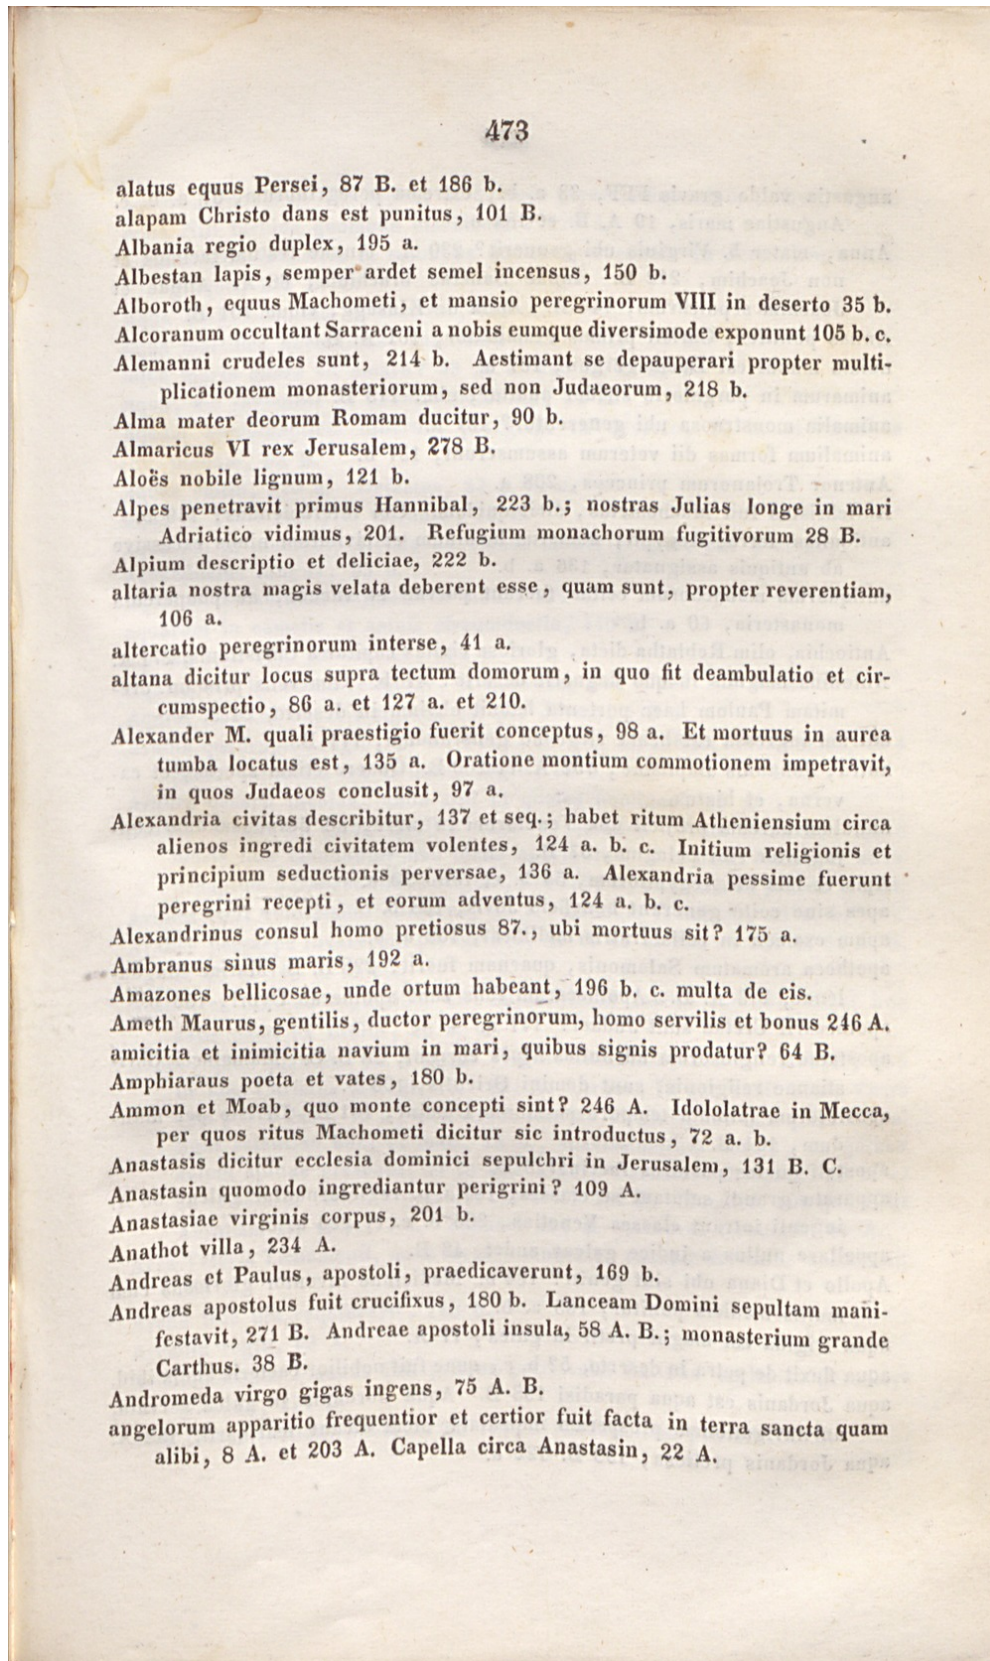 473
alatus equus Persei, 87 B. et 186 b.
alapam Christo dans est punitus, 101 B.
Albania regio duplex, 195 a.
Albestan lapis, semper ardet semel incensus, 150 b.
Alboroth, equus Machometi, et mansio peregrinorum VIII in deserto 35 b.
Alcoranum occultant Sarraceni a nobis eumque diversimode exponunt 105 b. c.
Alemanni crudeles sunt, 214 b. Aestimant se depauperari propter multi-
plicationem monasteriorum, sed non Judaeorum, 218 b.
Alma mater deorum Romam ducitur, 90 b.
Almaricus VI rex Jerusalem, 278 B.
Aloës nobile lignum, 121 b.
Alpes penetravit primus Hannibal, 223 b.; nostras Julias longe in mari
Adriatico vidimus, 201. Refugium monachorum fugitivorum 28 B.
Alpium descriptio et deliciae, 222 b.
altaria nostra magis velata deberent esse, quam sunt, propter reverentiam,
106 a.
altercatio peregrinorum interse, 41 a.
altana dicitur locus supra tectum domorum, in quo fit deambulatio et cir-
cumspectio, 86 a. et 127 a. et 210.
Alexander M. quali praestigio fuerit conceptus, 98 a. Et mortuus in aurea
tumba locatus est, 135 a. Oratione montium commotionem impetravit,
in quos Judaeos conclusit, 97 a.
Alexandria civitas describitur, 137 et seq.; habet ritum Atheniensium circa
alienos ingredi civitatem volentes, 124 a. b. c. Initium religionis et
principium seductionis perversae, 136 a. Alexandria pessime fuerunt
peregrini recepti, et eorum adventus, 124 a. b. c.
Alexandrinus consul homo pretiosus 87., ubi mortuus sit? 175 a.
Ambranus sinus maris, 192 a.
Amazones bellicosae, unde ortum habeant, 196 b. c. multa de eis.
Ameth Maurus, gentilis, ductor peregrinorum, homo servilis et bonus 246 A.
amicitia et inimicitia navium in mari, quibus signis prodatur? 64 B.
Amphiaraus poeta et vates, 180 b.
Ammon et Moab, quo monte concepti sint? 246 A. Idololatrae in Mecca,
per quos ritus Machometi dicitur sic introductus, 72 a. b.
Anastasis dicitur ecclesia dominici sepulchri in Jerusalem, 131 B. C.
Anastasin quomodo ingrediantur perigrini? 109 A.
Anastasiae virginis corpus, 201 b.
Anathot villa, 234 A.
Andreas et Paulus, apostoli, praedicaverunt, 169 b.
Andreas apostolus fuit crucifixus, 180 b. Lanceam Domini sepultam mani-
festavit, 271 B. Andreae apostoli insula, 58 A. B.; monasterium grande
Carthus. 38 B.
Andromeda virgo gigas ingens, 75 A. B.
angelorum apparitio frequentior et certior fuit facta in terra sancta quam
alibi, 8 A. et 203 A. Capella circa Anastasin, 22 A.